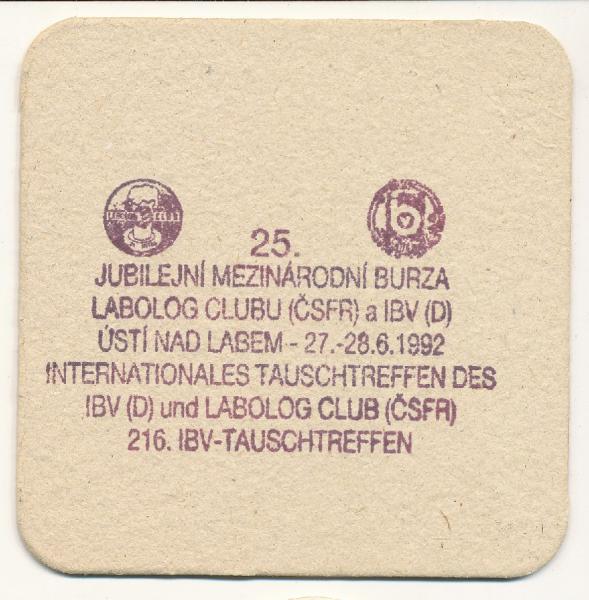 25.
JUBILEJNÍ MEZINÁRODNÍ BURZA
LABOLOG CLUBU (ČSFR) a IBV (D)
ÚSTÍ NAD LABEM - 27.-28.6.1992
INTERNATIONALES TAUSCHTREFFEN DES
IBV (D) und LABOLOG CLUB (ČSFR)
216. IBV-TAUSCHTREFFEN